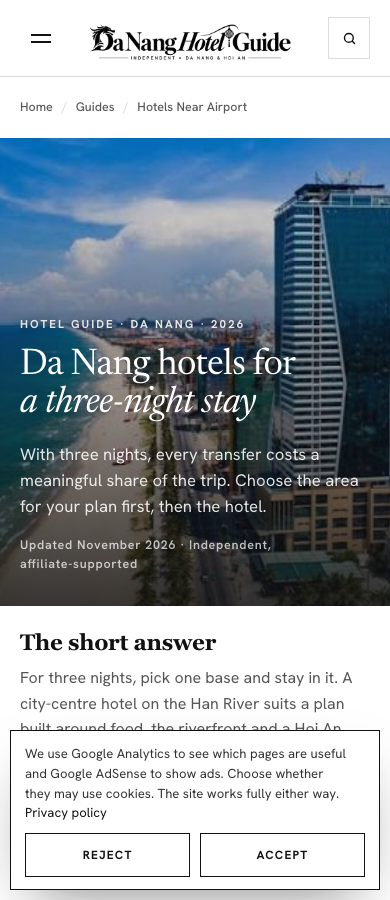 Da Nang Hotel Guide
INDEPENDENT • DA NANG & HOI AN
Home / Guides / Hotels Near Airport
HOTEL GUIDE · DA NANG · 2026
Da Nang hotels for
a three-night stay
With three nights, every transfer costs a
meaningful share of the trip. Choose the area
for your plan first, then the hotel.
Updated November 2026 · Independent,
affiliate-supported
The short answer
For three nights, pick one base and stay in it. A
city-centre hotel on the Han River suits a plan
built around food, the riverfront and a Hoi An
We use Google Analytics to see which pages are useful
and Google AdSense to show ads. Choose whether
they may use cookies. The site works fully either way.
Privacy policy
REJECT
ACCEPT